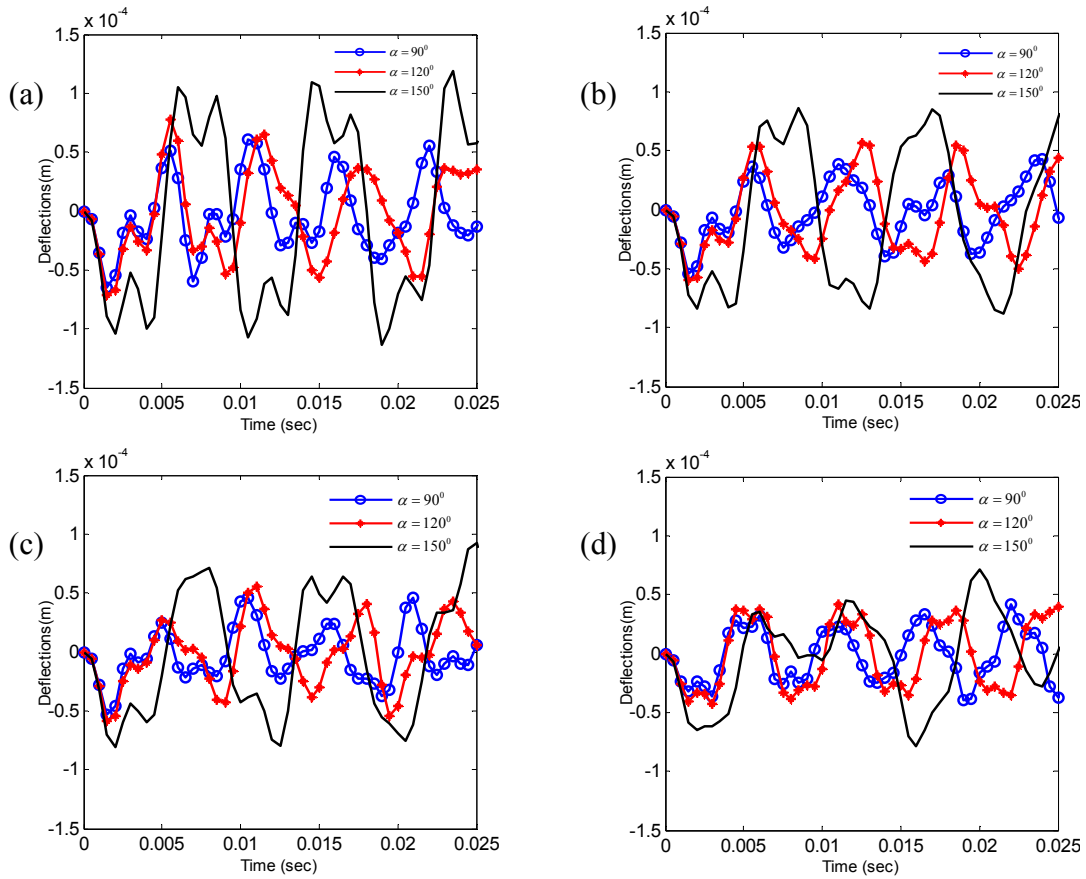 (a)
x 10-4
1.5
1
0.5
0
-0.5
-1
-1.5
Deflections(m)
0 0.005 0.01 0.015 0.02 0.025
Time (sec)
α = 90⁰
α = 120⁰
α = 150⁰
(b)
x 10-4
1.5
1
0.5
0
-0.5
-1
-1.5
Deflections(m)
0 0.005 0.01 0.015 0.02 0.025
Time (sec)
α = 90⁰
α = 120⁰
α = 150⁰
(c)
x 10-4
1.5
1
0.5
0
-0.5
-1
-1.5
Deflections(m)
0 0.005 0.01 0.015 0.02 0.025
Time (sec)
α = 90⁰
α = 120⁰
α = 150⁰
(d)
x 10-4
1.5
1
0.5
0
-0.5
-1
-1.5
Deflections(m)
0 0.005 0.01 0.015 0.02 0.025
Time (sec)
α = 90⁰
α = 120⁰
α = 150⁰